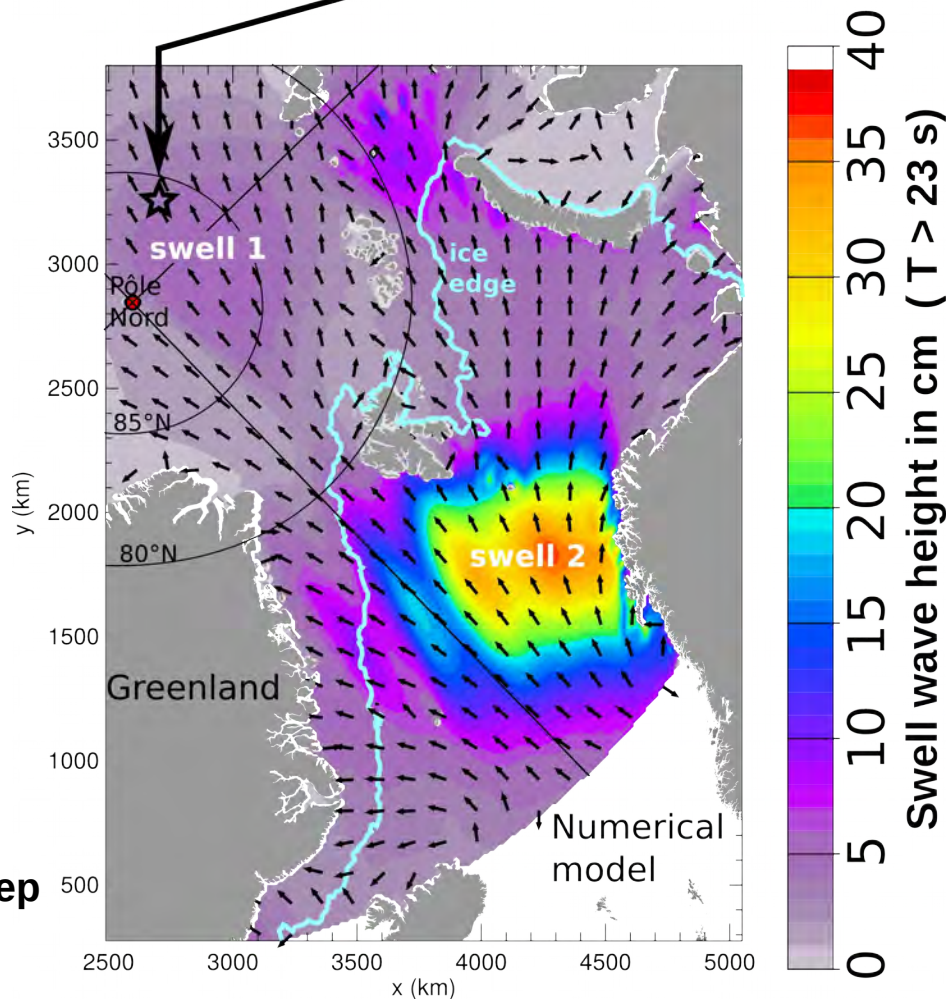 3500
3000
2500
2000
1500
1000
500
y (km)
2500 3000 3500 4000 4500 5000
x (km)
swell 1
ice
edge
Pôle
Nord
85°N
80°N
swell 2
Greenland
Numerical
model
ep
40
35
30
25
20
15
10
5
0
Swell wave height in cm ( T > 23 s)